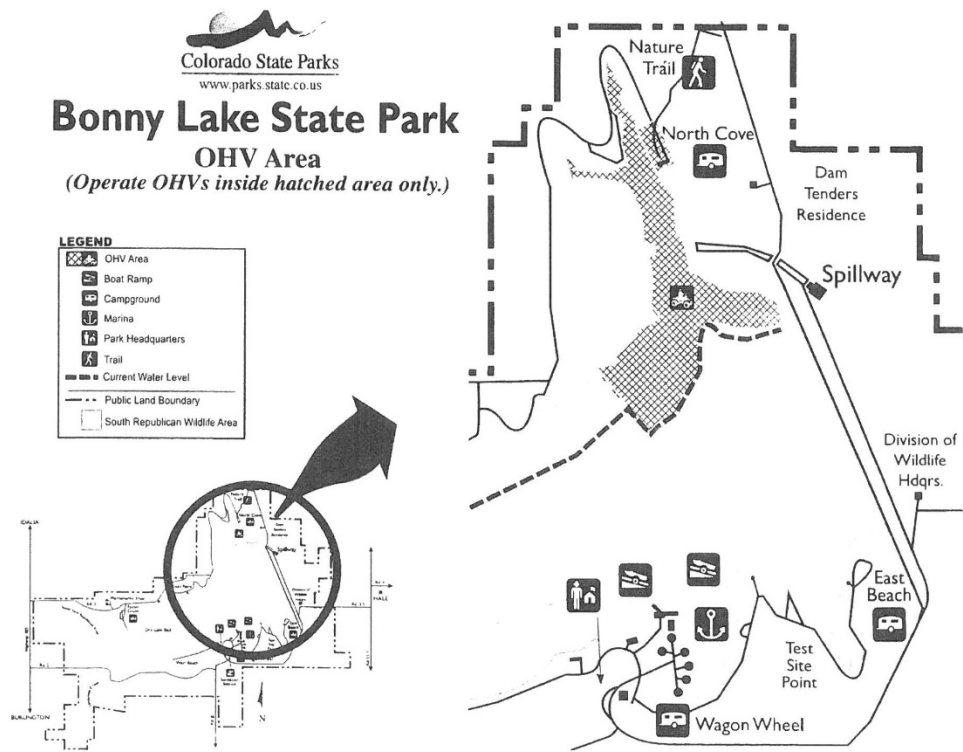 Colorado State Parks
www.parks.state.co.us
Bonny Lake State Park
OHV Area
(Operate OHVs inside hatched area only.)
LEGEND
OHV Area
Boat Ramp
Campground
Marina
Park Headquarters
Trail
Current Water Level
Public Land Boundary
South Republican Wildlife Area
Nature
Trail
North Cove
Dam
Tenders
Residence
Spillway
Division of
Wildlife
Hdqrs.
East
Beach
Test
Site
Point
Wagon Wheel
IDALIA
Spillway
HALE
BURLINGTON
N